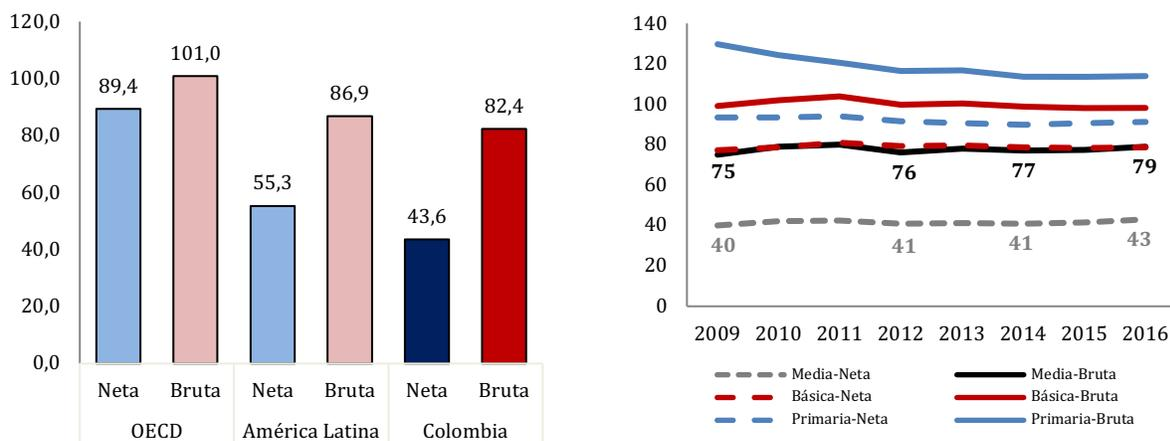 120,0
100,0
80,0
60,0
40,0
20,0
0,0
89,4
101,0
55,3
86,9
43,6
82,4
Neta Bruta Neta Bruta Neta Bruta
OECD América Latina Colombia
140
120
100
80
60
40
20
0
75 76 77 79
40 41 41 43
2009 2010 2011 2012 2013 2014 2015 2016
Media-Neta Media-Bruta
Básica-Neta Básica-Bruta
Primaria-Neta Primaria-Bruta